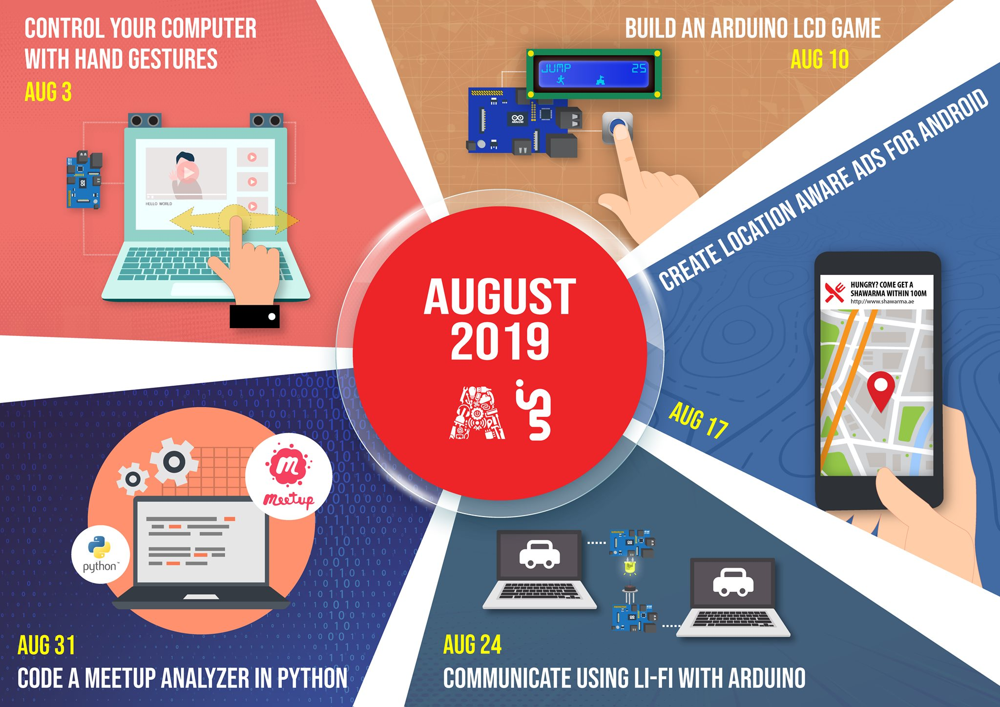 CONTROL YOUR COMPUTER
WITH HAND GESTURES
AUG 3
HELLO WORLD
BUILD AN ARDUINO LCD GAME
AUG 10
JUMP 25
ARDUINO
CREATE LOCATION AWARE ADS FOR ANDROID
AUG 17
HUNGRY? COME GET A
SHAWARMA WITHIN 100M
http://www.shawarma.ae
AUGUST
2019
meetup
python™
AUG 31
CODE A MEETUP ANALYZER IN PYTHON
AUG 24
COMMUNICATE USING LI-FI WITH ARDUINO